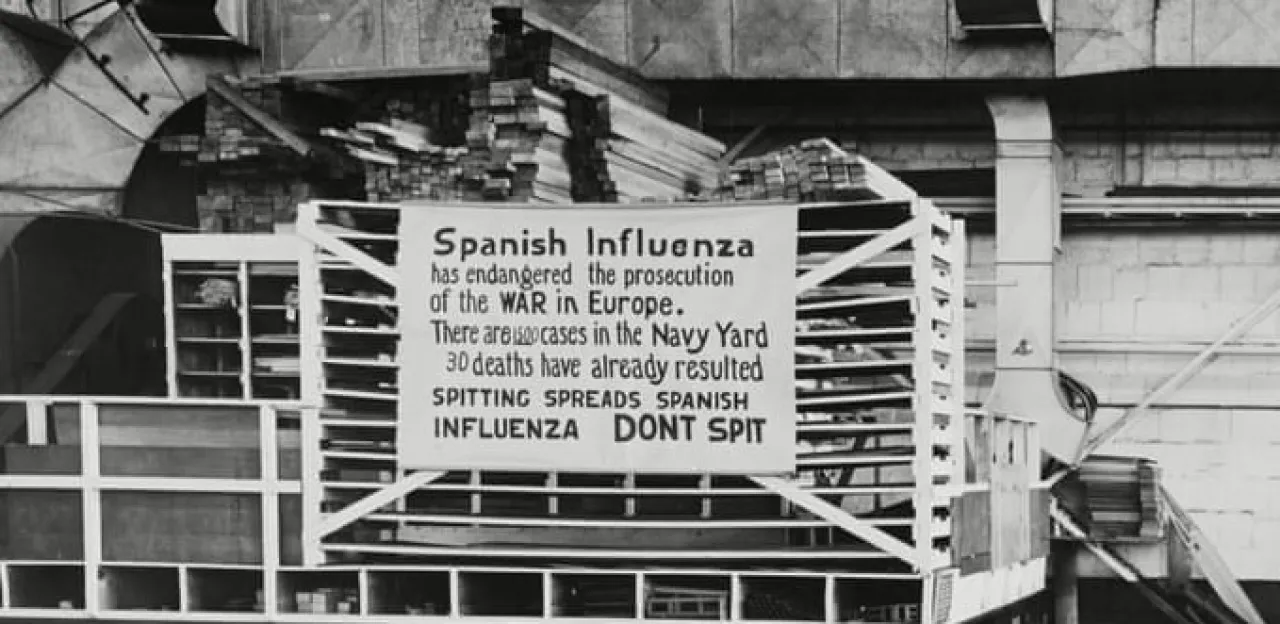 Spanish Influenza
has endangered the prosecution
of the WAR in Europe.
There are 1500 cases in the Navy Yard
30 deaths have already resulted
SPITTING SPREADS SPANISH
INFLUENZA DONT SPIT